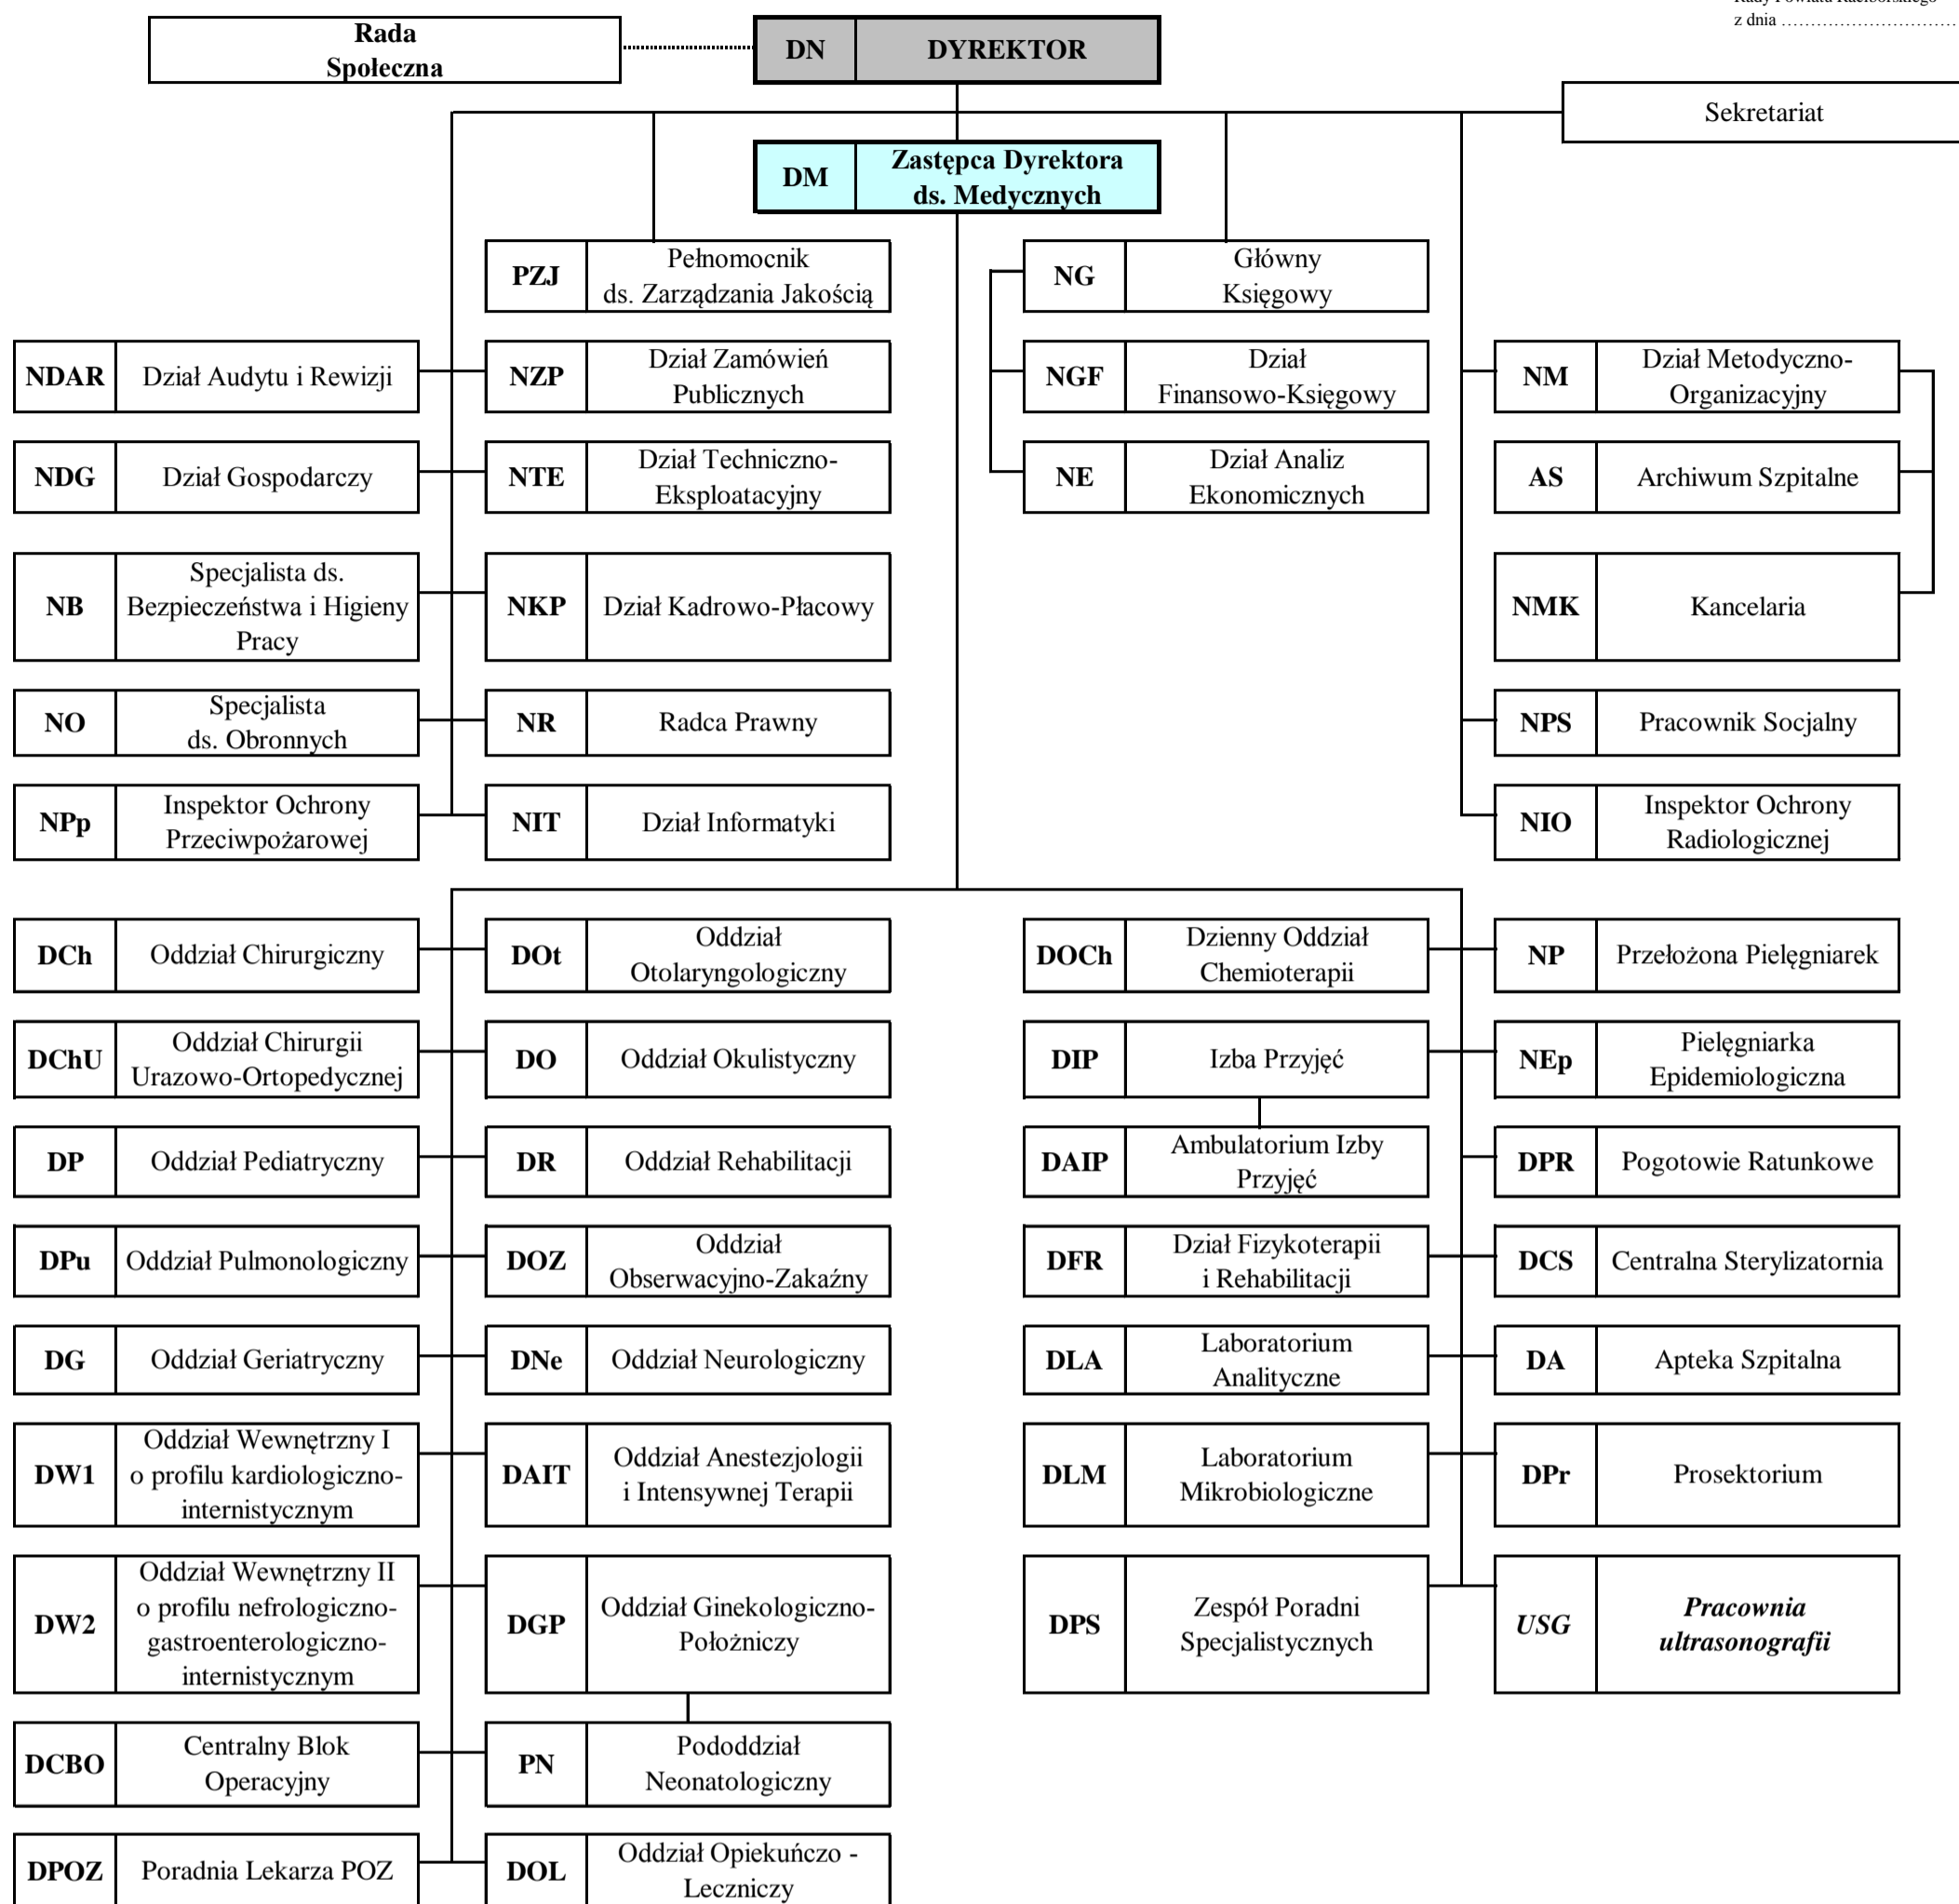 Rady Powiatu Raciborskiego
z dnia ……………………………
Rada
Społeczna
DN
DYREKTOR
Sekretariat
DM
Zastępca Dyrektora
ds. Medycznych
PZJ
Pełnomocnik
ds. Zarządzania Jakością
NG
Główny
Księgowy
NDAR
Dział Audytu i Rewizji
NZP
Dział Zamówień
Publicznych
NGF
Dział
Finansowo-Księgowy
NM
Dział Metodyczno-
Organizacyjny
NDG
Dział Gospodarczy
NTE
Dział Techniczno-
Eksploatacyjny
NE
Dział Analiz
Ekonomicznych
AS
Archiwum Szpitalne
NB
Specjalista ds.
Bezpieczeństwa i Higieny
Pracy
NKP
Dział Kadrowo-Płacowy
NMK
Kancelaria
NO
Specjalista
ds. Obronnych
NR
Radca Prawny
NPS
Pracownik Socjalny
NPp
Inspektor Ochrony
Przeciwpożarowej
NIT
Dział Informatyki
NIO
Inspektor Ochrony
Radiologicznej
DCh
Oddział Chirurgiczny
DOt
Oddział
Otolaryngologiczny
DOCh
Dzienny Oddział
Chemioterapii
NP
Przełożona Pielęgniarek
DChU
Oddział Chirurgii
Urazowo-Ortopedycznej
DO
Oddział Okulistyczny
DIP
Izba Przyjęć
NEp
Pielęgniarka
Epidemiologiczna
DP
Oddział Pediatryczny
DR
Oddział Rehabilitacji
DAIP
Ambulatorium Izby
Przyjęć
DPR
Pogotowie Ratunkowe
DPu
Oddział Pulmonologiczny
DOZ
Oddział
Obserwacyjno-Zakaźny
DFR
Dział Fizykoterapii
i Rehabilitacji
DCS
Centralna Sterylizatornia
DG
Oddział Geriatryczny
DNe
Oddział Neurologiczny
DLA
Laboratorium
Analityczne
DA
Apteka Szpitalna
DW1
Oddział Wewnętrzny I
o profilu kardiologiczno-
internistycznym
DAIT
Oddział Anestezjologii
i Intensywnej Terapii
DLM
Laboratorium
Mikrobiologiczne
DPr
Prosektorium
DW2
Oddział Wewnętrzny II
o profilu nefrologiczno-
gastroenterologiczno-
internistycznym
DGP
Oddział Ginekologiczno-
Położniczy
DPS
Zespół Poradni
Specjalistycznych
USG
Pracownia
ultrasonografii
DCBO
Centralny Blok
Operacyjny
PN
Pododdział
Neonatologiczny
DPOZ
Poradnia Lekarza POZ
DOL
Oddział Opiekuńczo -
Leczniczy